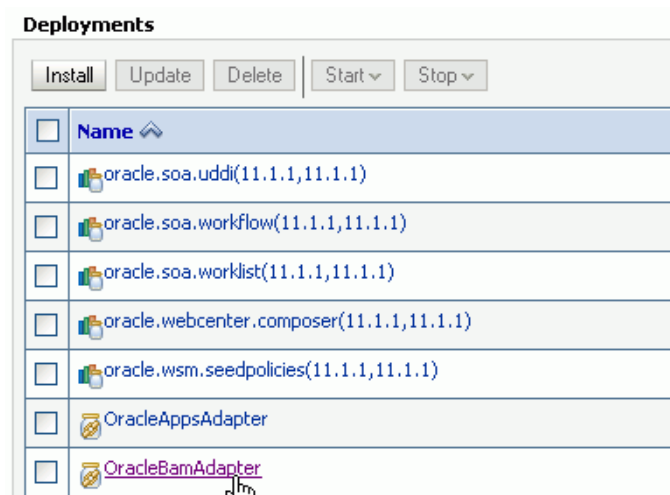 Deployments
Install Update Delete Start Stop
Name
oracle.soa.uddi(11.1.1,11.1.1)
oracle.soa.workflow(11.1.1,11.1.1)
oracle.soa.worklist(11.1.1,11.1.1)
oracle.webcenter.composer(11.1.1,11.1.1)
oracle.wsm.seedpolicies(11.1.1,11.1.1)
OracleAppsAdapter
OracleBamAdapter